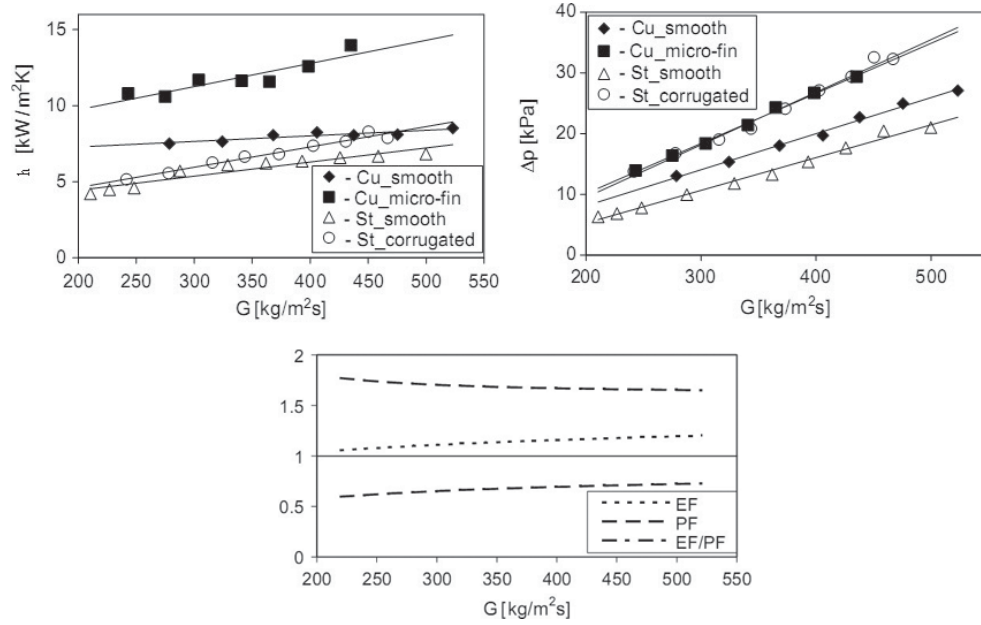 15
10
5
0
h [kW/m²K]
◆ - Cu_smooth
■ - Cu_micro-fin
△ - St_smooth
○ - St_corrugated
200 250 300 350 400 450 500 550
G [kg/m²s]
40
30
20
10
0
Δp [kPa]
◆ - Cu_smooth
■ - Cu_micro-fin
△ - St_smooth
○ - St_corrugated
200 300 400 500
G [kg/m²s]
2
1.5
1
0.5
0
EF
PF
EF/PF
200 250 300 350 400 450 500 550
G [kg/m²s]